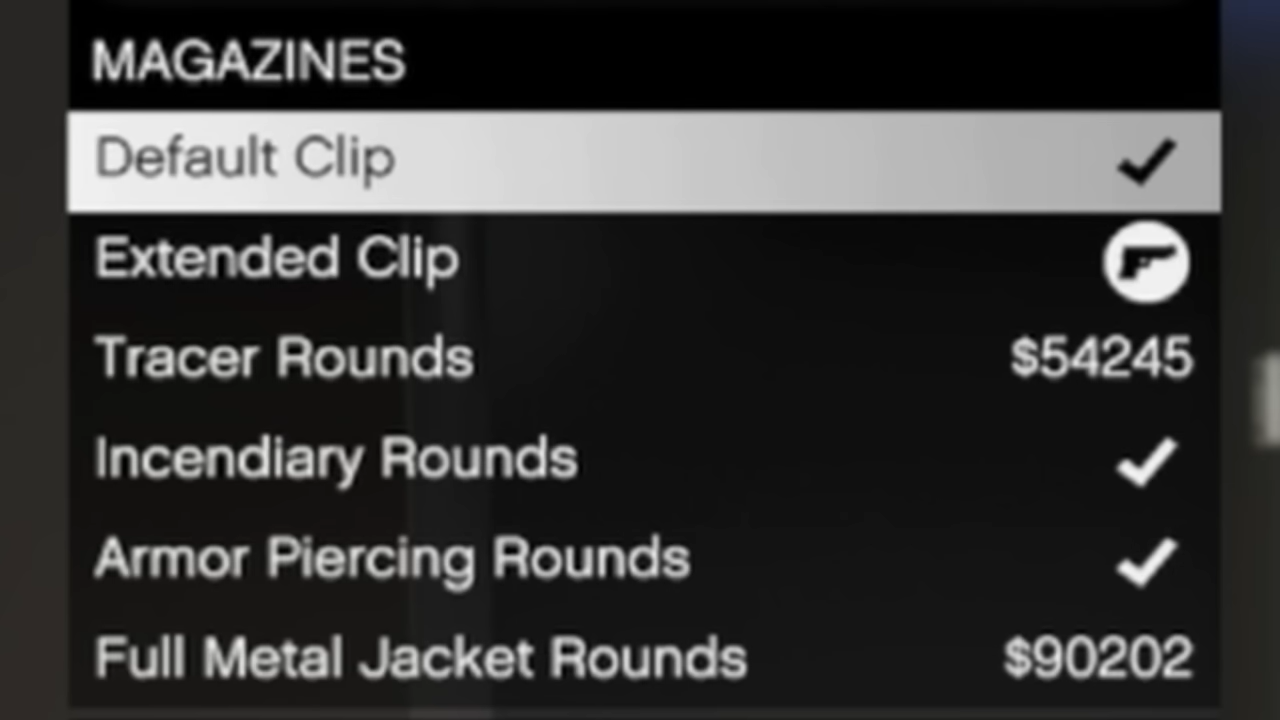 MAGAZINES
Default Clip
Extended Clip
Tracer Rounds $54245
Incendiary Rounds
Armor Piercing Rounds
Full Metal Jacket Rounds $90202